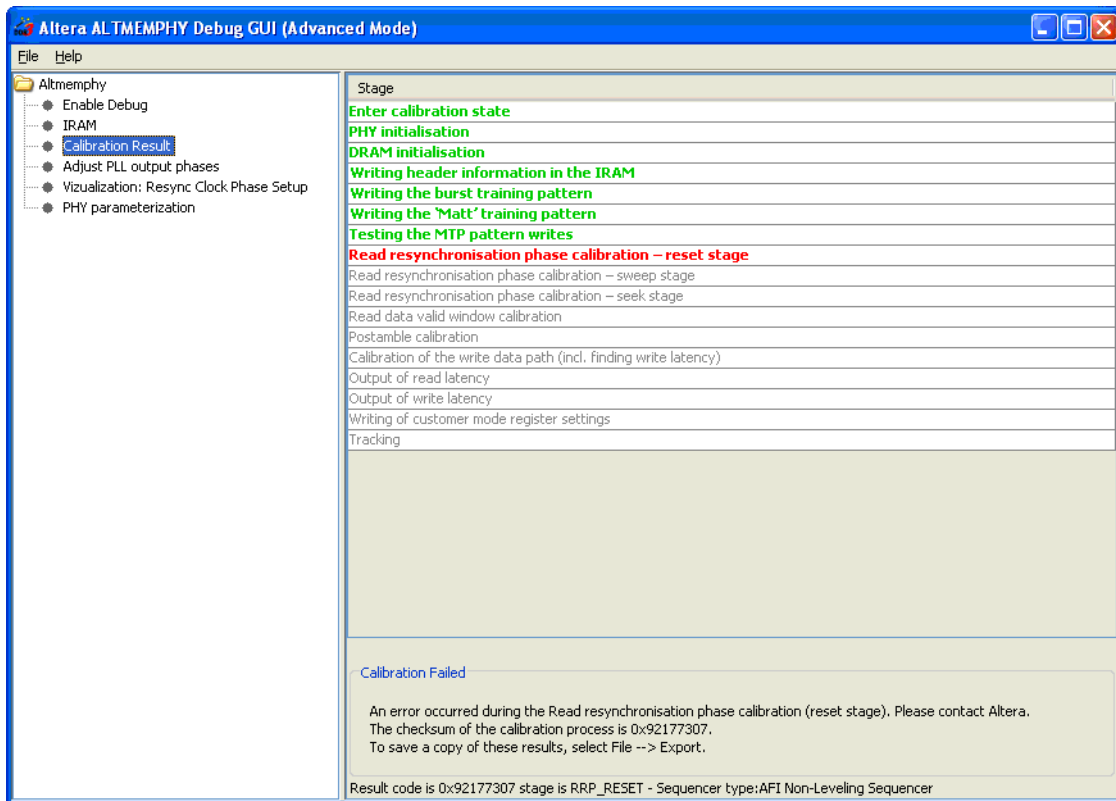 Altera ALTMEMPHY Debug GUI (Advanced Mode)
File Help
Altmemphy
Enable Debug
IRAM
Calibration Result
Adjust PLL output phases
Vizualization: Resync Clock Phase Setup
PHY parameterization
Stage
Enter calibration state
PHY initialisation
DRAM initialisation
Writing header information in the IRAM
Writing the burst training pattern
Writing the ‘Matt’ training pattern
Testing the MTP pattern writes
Read resynchronisation phase calibration – reset stage
Read resynchronisation phase calibration – sweep stage
Read resynchronisation phase calibration – seek stage
Read data valid window calibration
Postamble calibration
Calibration of the write data path (incl. finding write latency)
Output of read latency
Output of write latency
Writing of customer mode register settings
Tracking
Calibration Failed
An error occurred during the Read resynchronisation phase calibration (reset stage). Please contact Altera.
The checksum of the calibration process is 0x92177307.
To save a copy of these results, select File --> Export.
Result code is 0x92177307 stage is RRP_RESET - Sequencer type:AFI Non-Leveling Sequencer